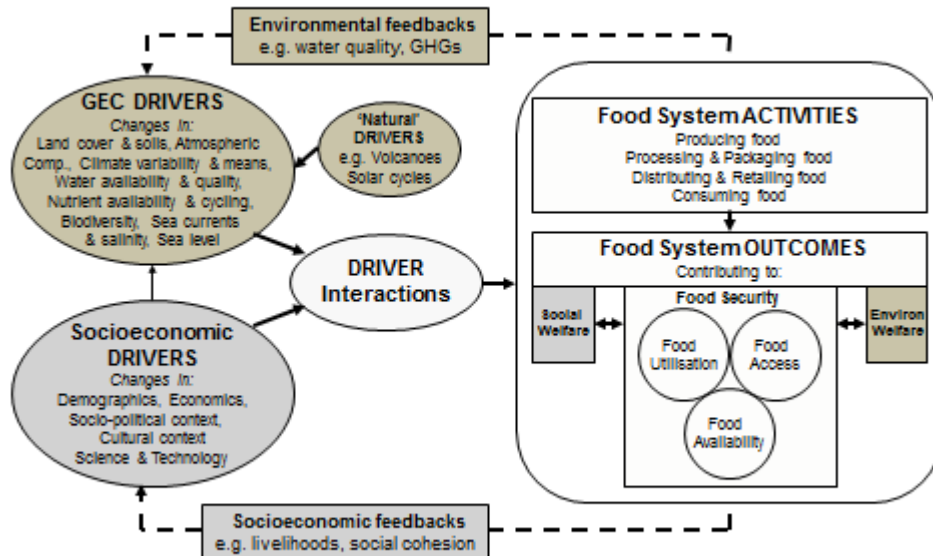 Environmental feedbacks
e.g. water quality, GHGs
GEC DRIVERS
Changes in:
Land cover & soils, Atmospheric
Comp., Climate variability & means,
Water availability & quality,
Nutrient availability & cycling,
Biodiversity, Sea currents
& salinity, Sea level
‘Natural’
DRIVERS
e.g. Volcanoes
Solar cycles
DRIVER
Interactions
Socioeconomic
DRIVERS
Changes in:
Demographics, Economics,
Socio-political context,
Cultural context
Science & Technology
Socioeconomic feedbacks
e.g. livelihoods, social cohesion
Food System ACTIVITIES
Producing food
Processing & Packaging food
Distributing & Retailing food
Consuming food
Food System OUTCOMES
Contributing to:
Social
Welfare
Food Security
Food
Utilisation
Food
Access
Food
Availability
Environ
Welfare